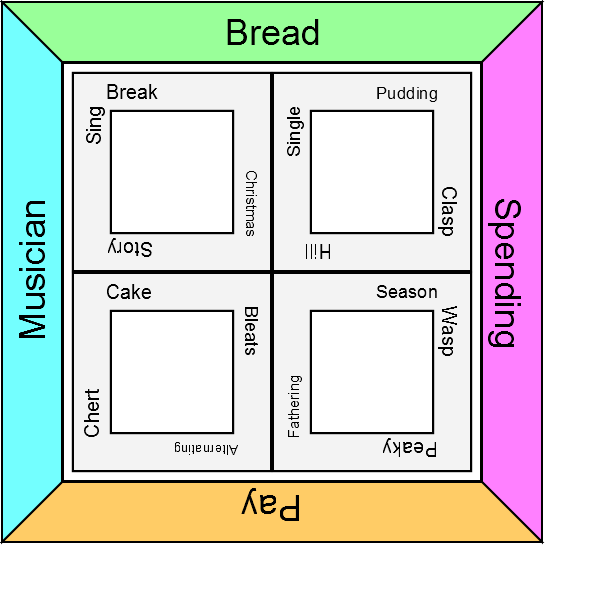 Bread
Break
Pudding
Sing
Single
Christmas
Clasp
Story
Hill
Musician
Spending
Cake
Season
Bleats
Wasp
Chert
Fathering
Alternating
Peaky
Pay